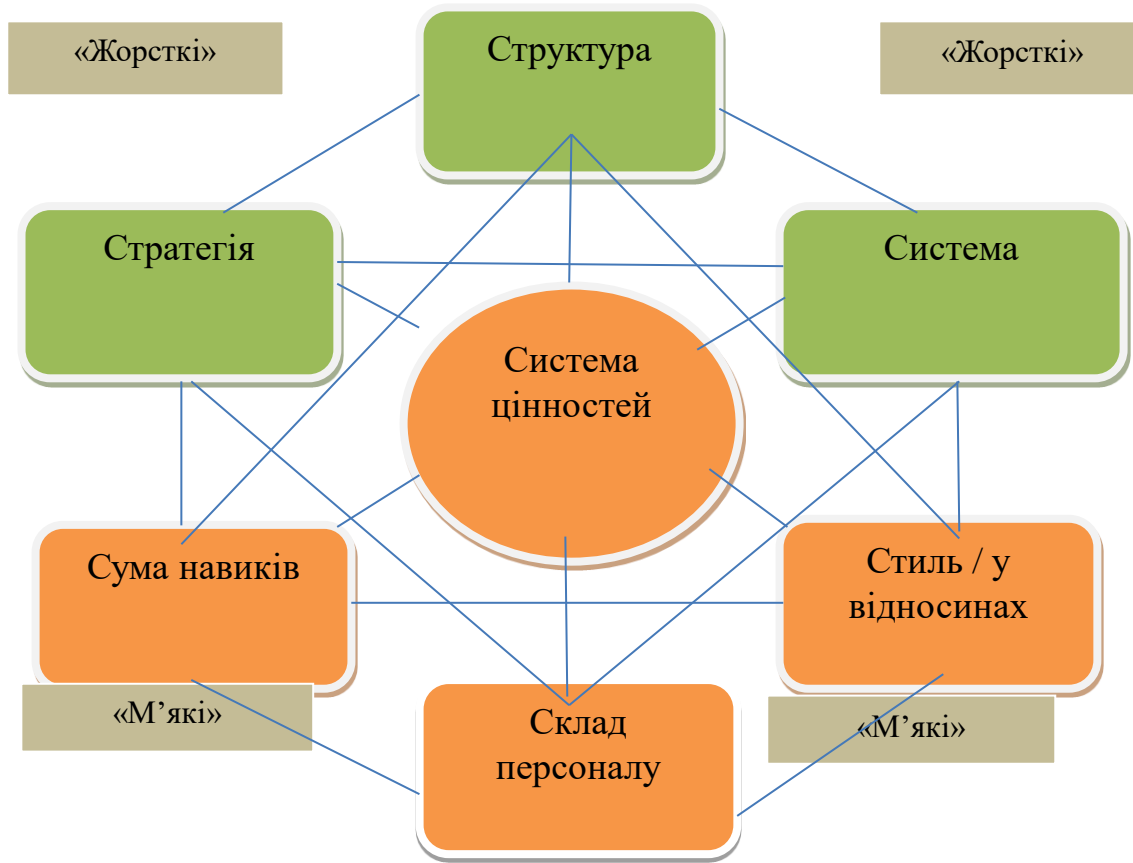 «Жорсткі»
Структура
«Жорсткі»
Стратегія
Система
Система
цінностей
Сума навиків
Стиль / у
відносинах
«М’які»
Склад
персоналу
«М’які»